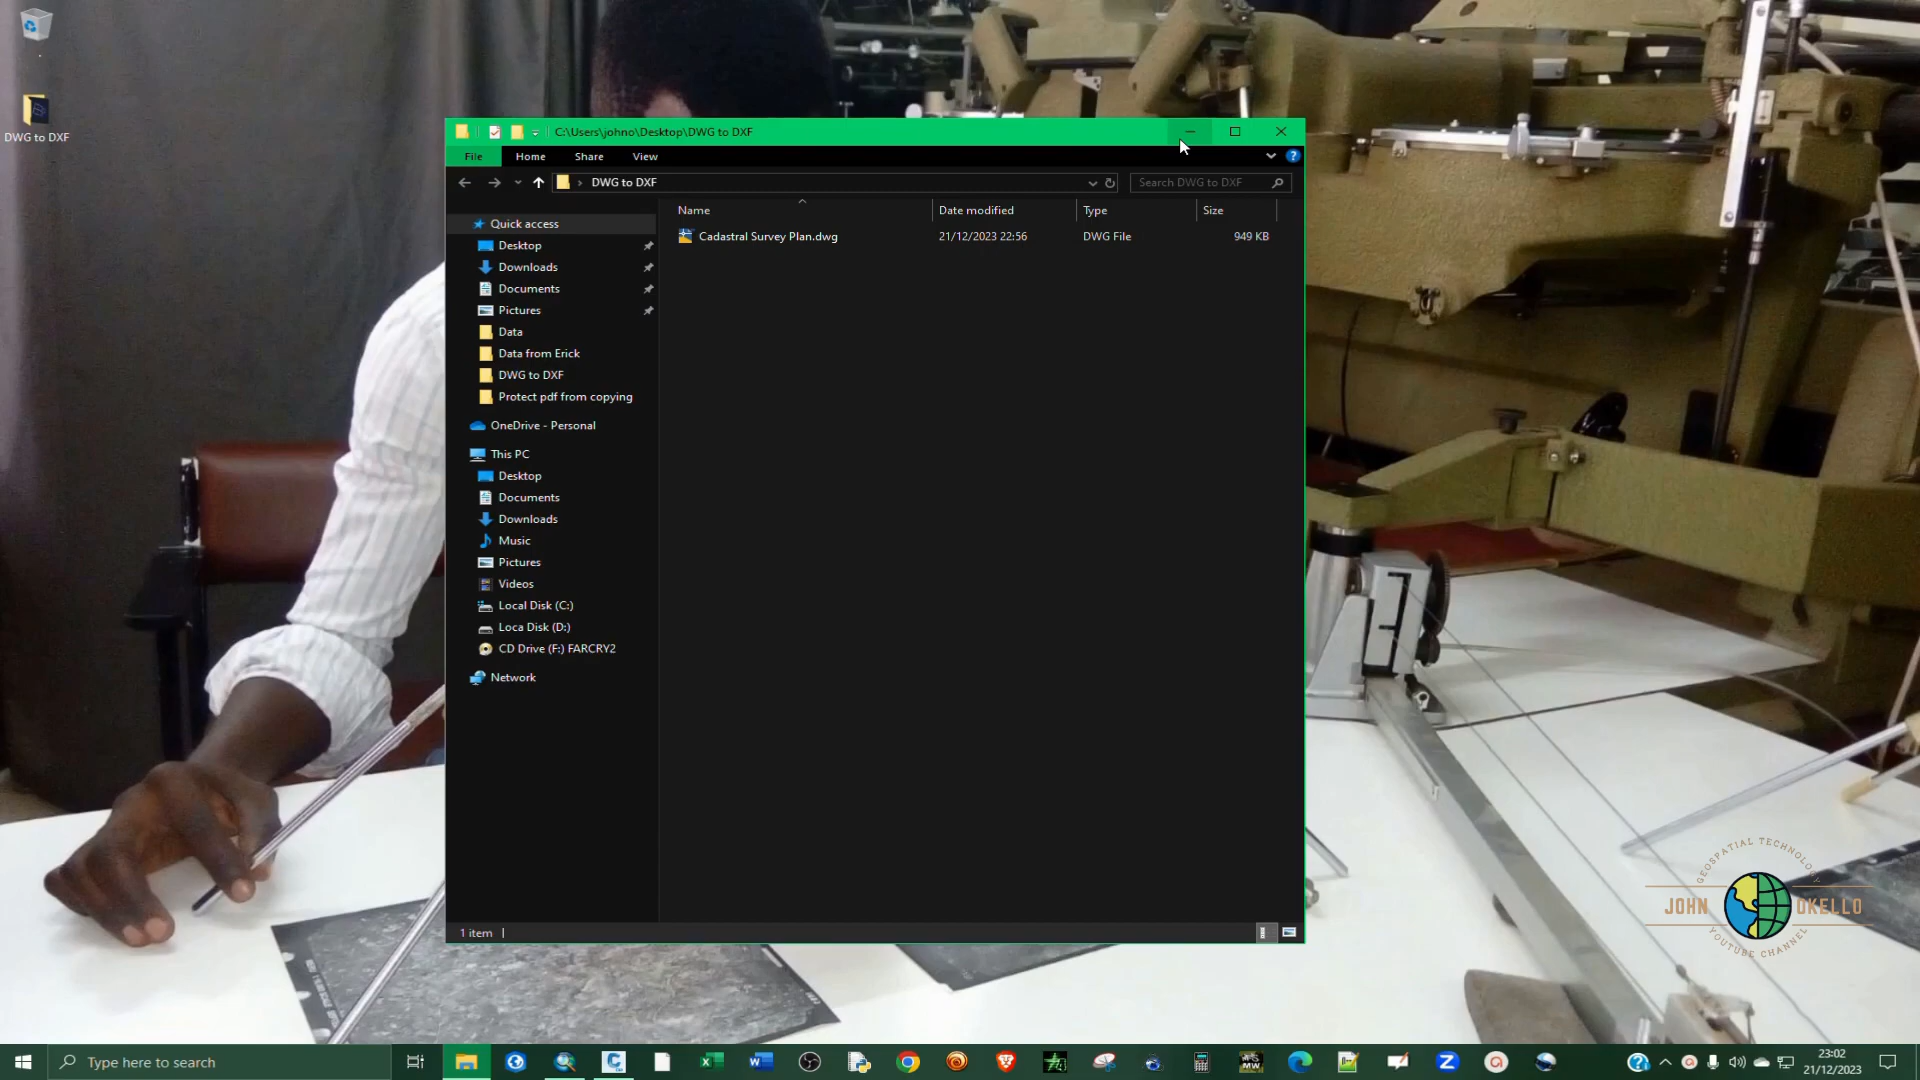 DWG to DXF
C:\Users\johno\Desktop\DWG to DXF
File Home Share View
DWG to DXF
Search DWG to DXF
Name Date modified Type Size
Cadastral Survey Plan.dwg 21/12/2023 22:56 DWG File 949 KB
Quick access
Desktop
Downloads
Documents
Pictures
Data
Data from Erick
DWG to DXF
Protect pdf from copying
OneDrive - Personal
This PC
Desktop
Documents
Downloads
Music
Pictures
Videos
Local Disk (C:)
Loca Disk (D:)
CD Drive (F:) FARCRY2
Network
1 item
GEOSPATIAL TECHNOLOGY
JOHN OKELLO
YOUTUBE CHANNEL
Type here to search
23:02
21/12/2023